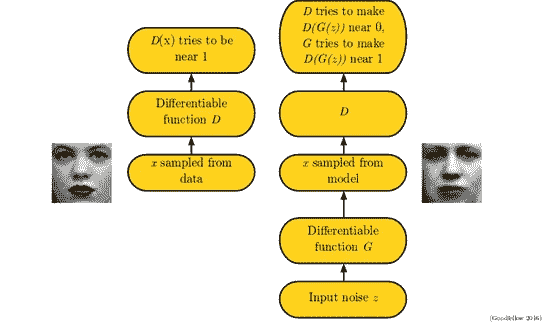 D(x) tries to be
near 1
Differentiable
function D
x sampled from
data
D tries to make
D(G(z)) near 0,
G tries to make
D(G(z)) near 1
D
x sampled from
model
Differentiable
function G
Input noise z
(Goodfellow 2016)